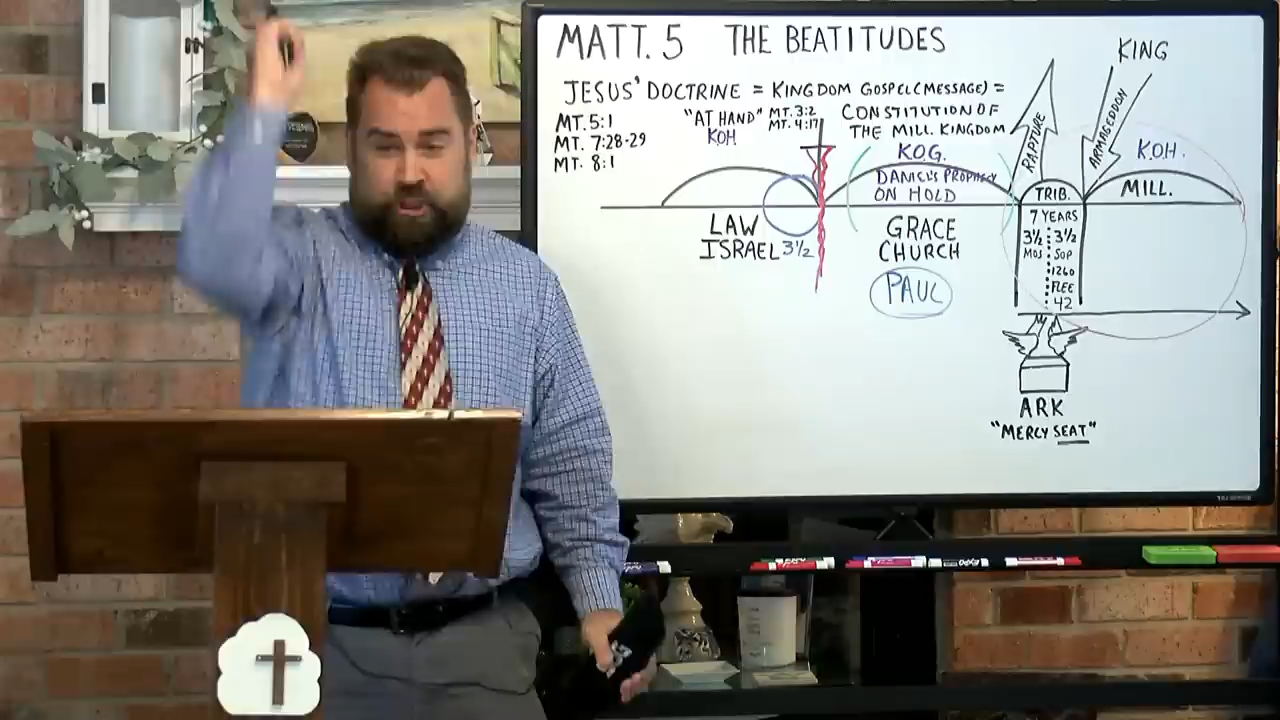 MATT. 5 THE BEATITUDES
JESUS' DOCTRINE = KINGDOM GOSPEL (MESSAGE) =
MT. 5:1
MT. 7:28-29
MT. 8:1
"AT HAND" MT. 3:2
MT. 4:17
KOH
CONSTITUTION OF
THE MILL. KINGDOM
KING
RAPTURE
ARMAGEDDON
K.O.G.
DANIEL'S PROPHECY
ON HOLD
K.O.H.
TRIB.
MILL.
LAW
ISRAEL 3½
GRACE
CHURCH
PAUL
7 YEARS
3½ 3½
MOS SOP
1260
FLEE
42
ARK
"MERCY SEAT"
EXPO